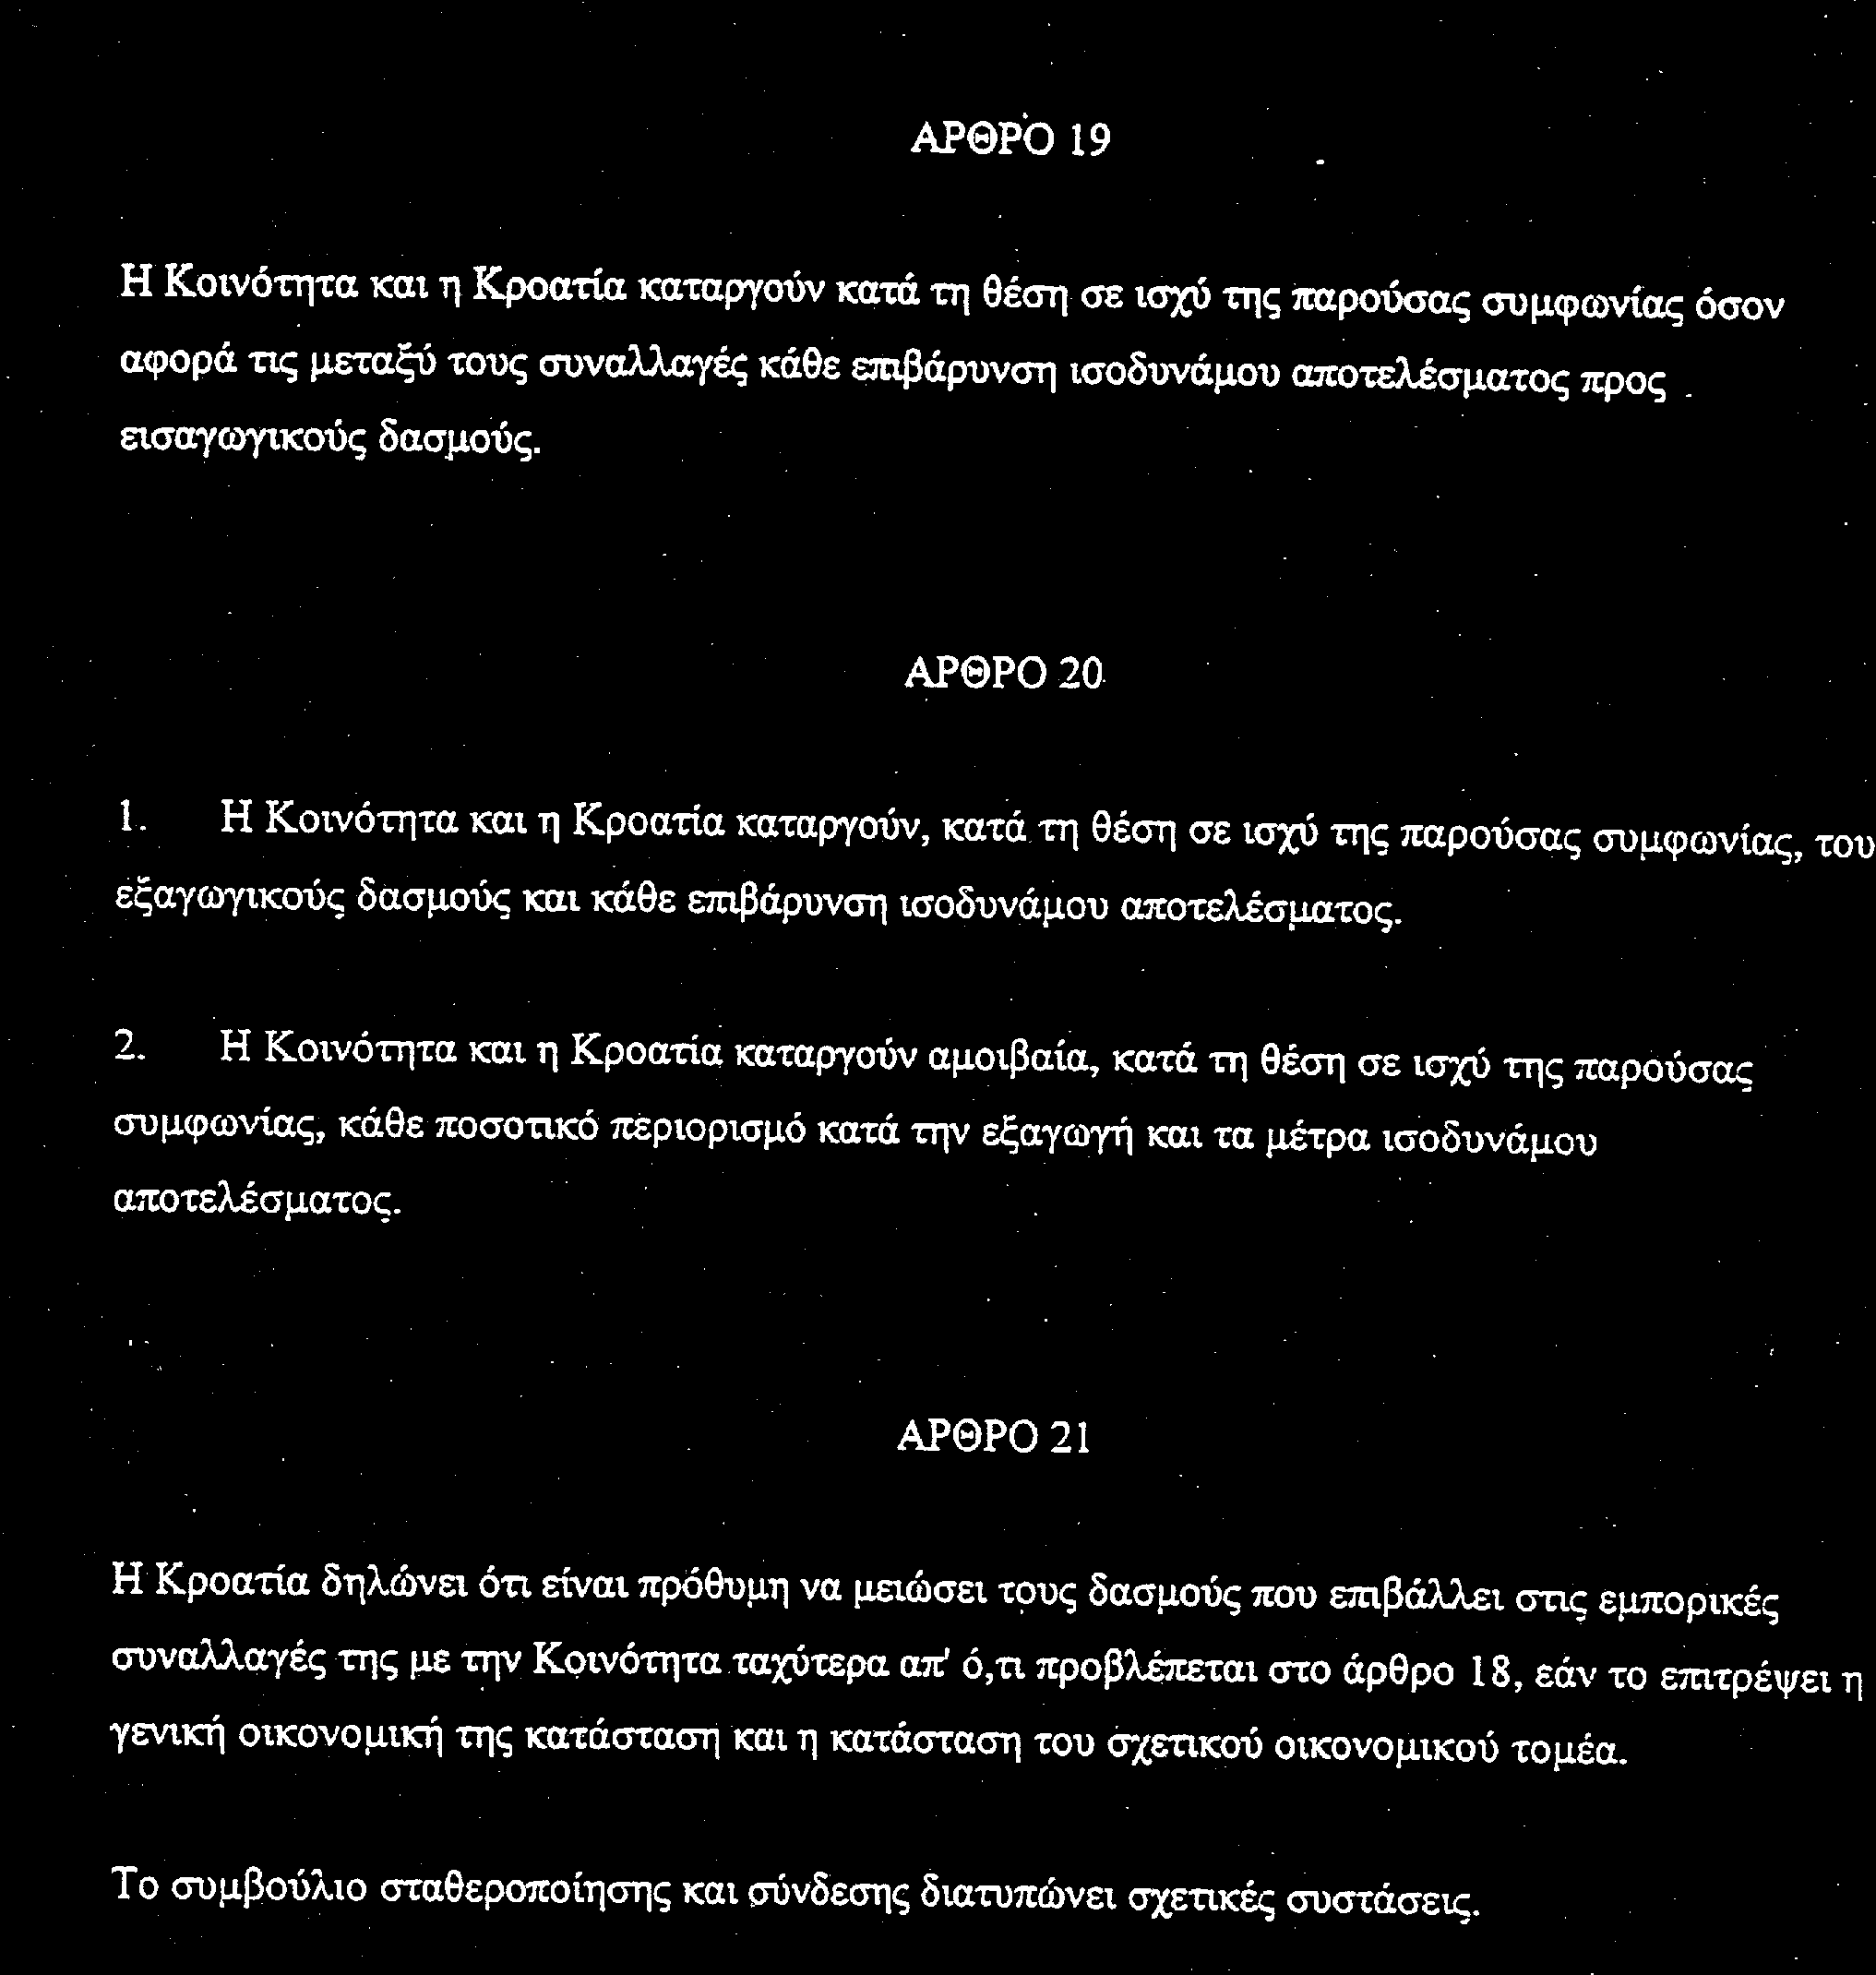 ΑΡΘΡΟ 19
Η Κοινότητα και η Κροατία καταργούν κατά τη θέση σε ισχύ της παρούσας συμφωνίας όσον
αφορά τις μεταξύ τους συναλλαγές κάθε επιβάρυνση ισοδυνάμου αποτελέσματος προς
εισαγωγικούς δασμούς.
ΑΡΘΡΟ 20
1. Η Κοινότητα και η Κροατία καταργούν, κατά τη θέση σε ισχύ της παρούσας συμφωνίας, του
εξαγωγικούς δασμούς και κάθε επιβάρυνση ισοδυνάμου αποτελέσματος.
2. Η Κοινότητα και η Κροατία καταργούν αμοιβαία, κατά τη θέση σε ισχύ της παρούσας
συμφωνίας, κάθε ποσοτικό περιορισμό κατά την εξαγωγή και τα μέτρα ισοδυνάμου
αποτελέσματος.
ΑΡΘΡΟ 21
Η Κροατία δηλώνει ότι είναι πρόθυμη να μειώσει τους δασμούς που επιβάλλει στις εμπορικές
συναλλαγές της με την Κοινότητα ταχύτερα απ' ό,τι προβλέπεται στο άρθρο 18, εάν το επιτρέψει η
γενική οικονομική της κατάσταση και η κατάσταση του σχετικού οικονομικού τομέα.
Το συμβούλιο σταθεροποίησης και σύνδεσης διατυπώνει σχετικές συστάσεις.